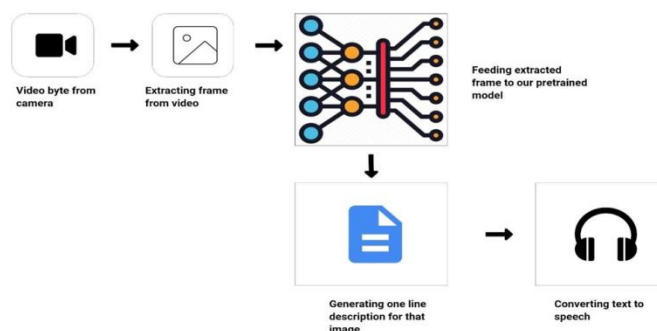 Video byte from
camera
Extracting frame
from video
Feeding extracted
frame to our pretrained
model
Generating one line
description for that
image
Converting text to
speech